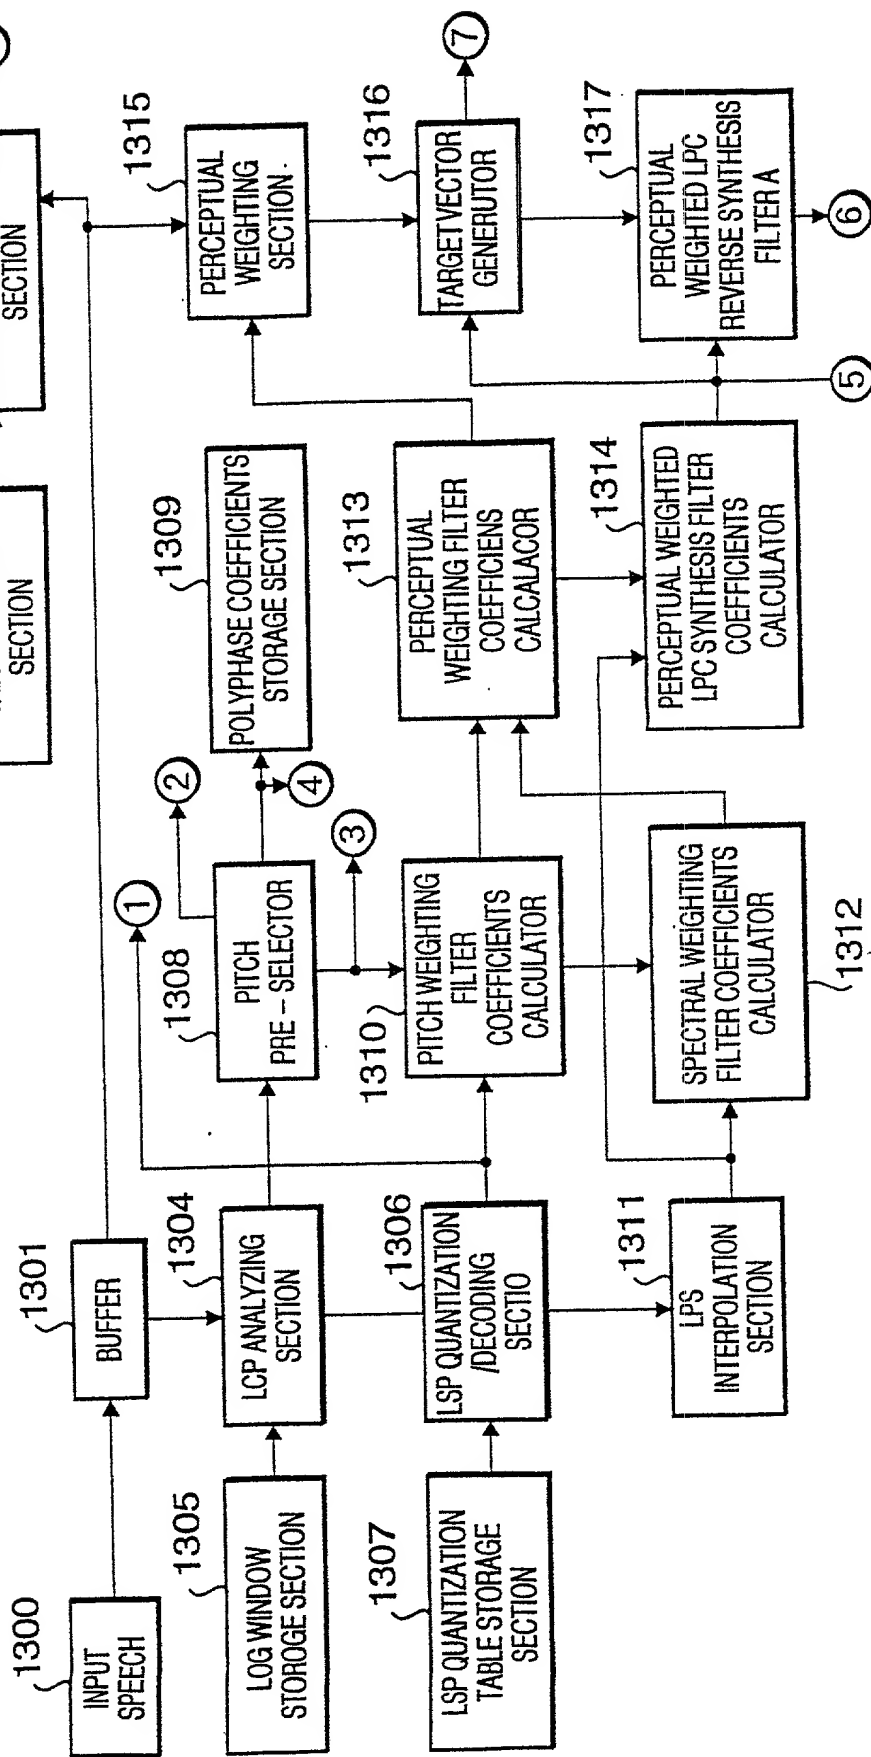 SECTION
SECTION
1300
INPUT
SPEECH
1301
BUFFER
1305
LOG WINDOW
STOROGE SECTION
1304
LCP ANALYZING
SECTION
1307
LSP QUANTIZATION
TABLE STORAGE
SECTION
1306
LSP QUANTIZATION
/DECODING
SECTIO
1311
LPS
INTERPOLATION
SECTION
1
2
1308
PITCH
PRE-SELECTOR
3
4
1309
POLYPHASE COEFFICIENTS
STORAGE SECTION
1310
PITCH WEIGHTING
FILTER
COEFFICIENTS
CALCULATOR
SPECTRAL WEIGHTING
FILTER COEFFICIENTS
CALCULATOR
1312
1313
PERCEPTUAL
WEIGHTING FILTER
COEFFICIENS
CALCALACOR
1314
PERCEPTUAL WEIGHTED
LPC SYNTHESIS FILTER
COEFFICIENTS
CALCULATOR
1315
PERCEPTUAL
WEIGHTING
SECTION.
1316
TARGET VECTOR
GENERUTOR
7
1317
PERCEPTUAL
WEIGHTED LPC
REVERSE SYNTHESIS
FILTER A
5
6